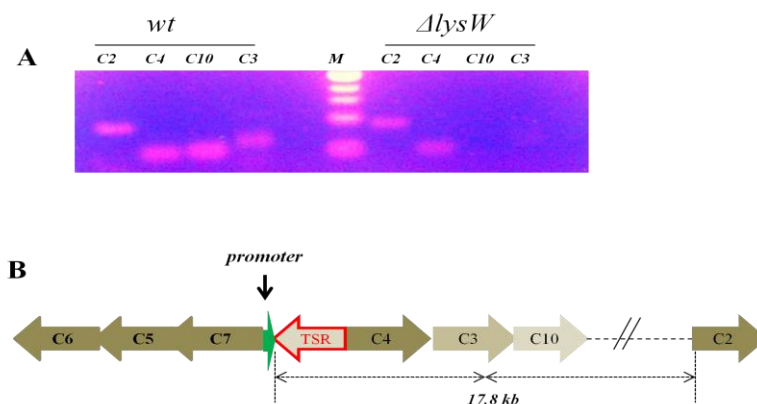 wt ΔlysW
A C2 C4 C10 C3 M C2 C4 C10 C3
promoter
B
C6 C5 C7 TSR C4 C3 C10 C2
17.8 kb